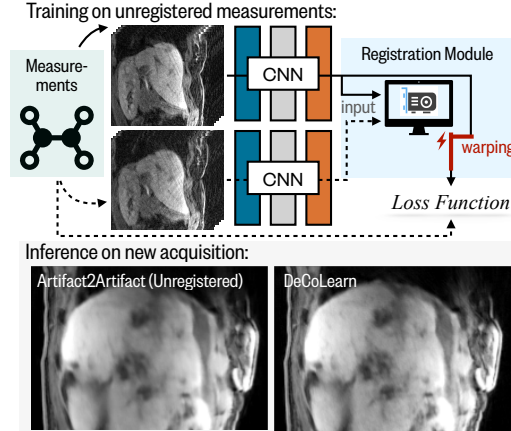 Training on unregistered measurements:
Measure-
ments
CNN
CNN
Registration Module
input
warping
Loss Function
Inference on new acquisition:
Artifact2Artifact (Unregistered)
DeCoLearn